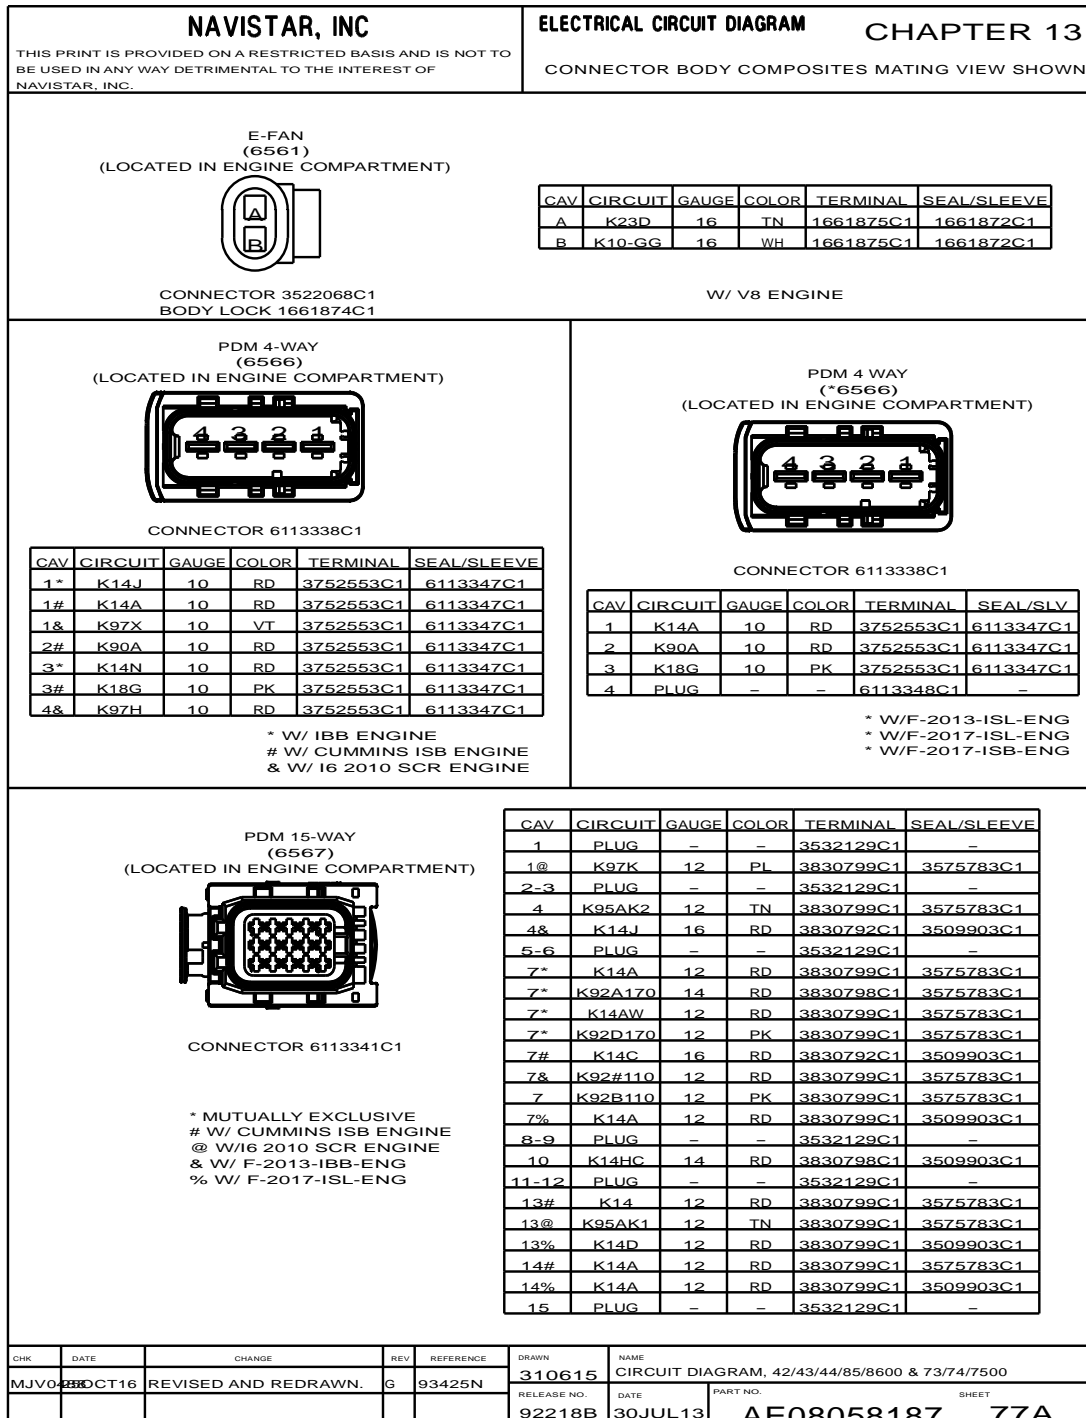 NAVISTAR, INC
THIS PRINT IS PROVIDED ON A RESTRICTED BASIS AND IS NOT TO
BE USED IN ANY WAY DETRIMENTAL TO THE INTEREST OF
NAVISTAR, INC.
ELECTRICAL CIRCUIT DIAGRAM CHAPTER 13
CONNECTOR BODY COMPOSITES MATING VIEW SHOWN
E-FAN
(6561)
(LOCATED IN ENGINE COMPARTMENT)
A
B
CONNECTOR 3522068C1
BODY LOCK 1661874C1
CAV CIRCUIT GAUGE COLOR TERMINAL SEAL/SLEEVE
A K23D 16 TN 1661875C1 1661872C1
B K10-GG 16 WH 1661875C1 1661872C1
W/ V8 ENGINE
PDM 4-WAY
(6566)
(LOCATED IN ENGINE COMPARTMENT)
4 3 2 1
CONNECTOR 6113338C1
CAV CIRCUIT GAUGE COLOR TERMINAL SEAL/SLEEVE
1* K14J 10 RD 3752553C1 6113347C1
1# K14A 10 RD 3752553C1 6113347C1
1& K97X 10 VT 3752553C1 6113347C1
2# K90A 10 RD 3752553C1 6113347C1
3* K14N 10 RD 3752553C1 6113347C1
3# K18G 10 PK 3752553C1 6113347C1
4& K97H 10 RD 3752553C1 6113347C1
* W/ IBB ENGINE
# W/ CUMMINS ISB ENGINE
& W/ I6 2010 SCR ENGINE
PDM 4 WAY
(*6566)
(LOCATED IN ENGINE COMPARTMENT)
4 3 2 1
CONNECTOR 6113338C1
CAV CIRCUIT GAUGE COLOR TERMINAL SEAL/SLV
1 K14A 10 RD 3752553C1 6113347C1
2 K90A 10 RD 3752553C1 6113347C1
3 K18G 10 PK 3752553C1 6113347C1
4 PLUG – – 6113348C1 –
* W/F-2013-ISL-ENG
* W/F-2017-ISL-ENG
* W/F-2017-ISB-ENG
PDM 15-WAY
(6567)
(LOCATED IN ENGINE COMPARTMENT)
CONNECTOR 6113341C1
* MUTUALLY EXCLUSIVE
# W/ CUMMINS ISB ENGINE
@ W/I6 2010 SCR ENGINE
& W/ F-2013-IBB-ENG
% W/ F-2017-ISL-ENG
CAV CIRCUIT GAUGE COLOR TERMINAL SEAL/SLEEVE
1 PLUG – – 3532129C1 –
1@ K97K 12 PL 3830799C1 3575783C1
2-3 PLUG – – 3532129C1 –
4 K95AK2 12 TN 3830799C1 3575783C1
4& K14J 16 RD 3830792C1 3509903C1
5-6 PLUG – – 3532129C1 –
7* K14A 12 RD 3830799C1 3575783C1
7* K92A170 14 RD 3830798C1 3575783C1
7* K14AW 12 RD 3830799C1 3575783C1
7* K92D170 12 PK 3830799C1 3575783C1
7# K14C 16 RD 3830792C1 3509903C1
7& K92#110 12 RD 3830799C1 3575783C1
7 K92B110 12 PK 3830799C1 3575783C1
7% K14A 12 RD 3830799C1 3509903C1
8-9 PLUG – – 3532129C1 –
10 K14HC 14 RD 3830798C1 3509903C1
11-12 PLUG – – 3532129C1 –
13# K14 12 RD 3830799C1 3575783C1
13@ K95AK1 12 TN 3830799C1 3575783C1
13% K14D 12 RD 3830799C1 3509903C1
14# K14A 12 RD 3830799C1 3575783C1
14% K14A 12 RD 3830799C1 3509903C1
15 PLUG – – 3532129C1 –
CHK DATE CHANGE REV REFERENCE
REVISED AND REDRAWN. G 93425N
DRAWN
310615
NAME
CIRCUIT DIAGRAM, 42/43/44/85/8600 & 73/74/7500
RELEASE NO.
92218B
DATE
30JUL13
PART NO.
AE08058187
SHEET
77A